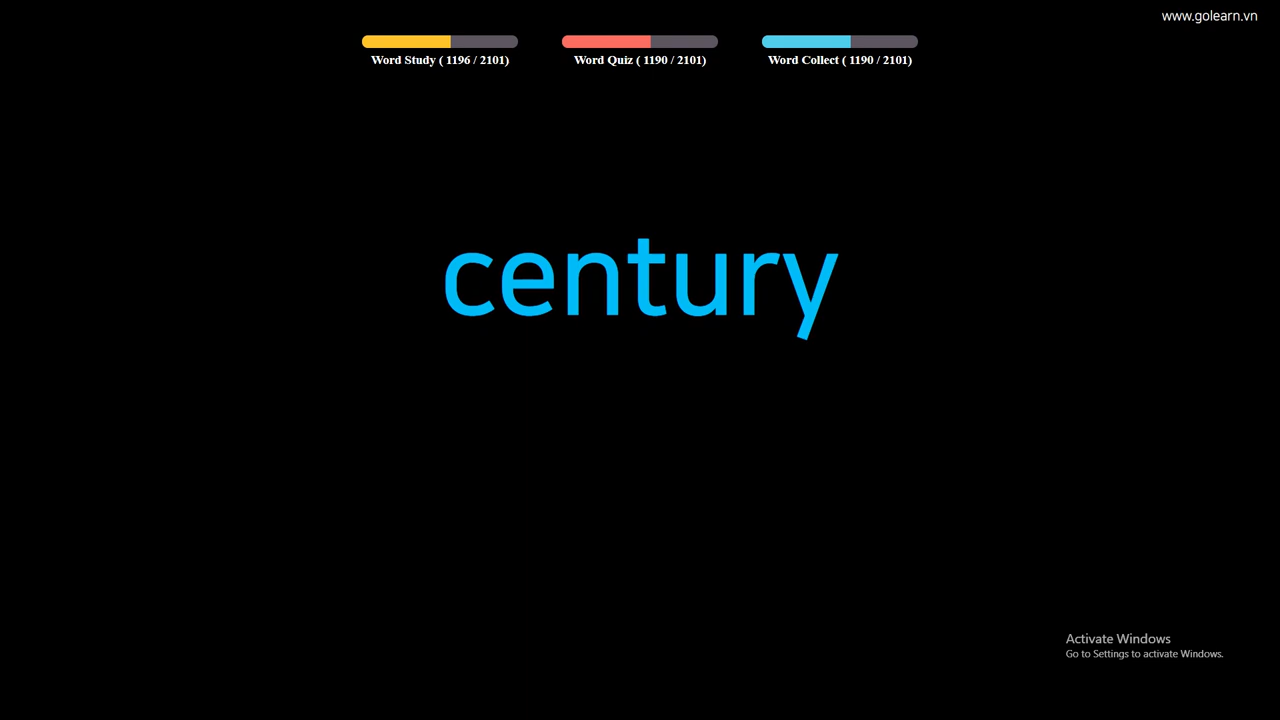 www.golearn.vn
Word Study ( 1196 / 2101)
Word Quiz ( 1190 / 2101)
Word Collect ( 1190 / 2101)
century
Activate Windows
Go to Settings to activate Windows.